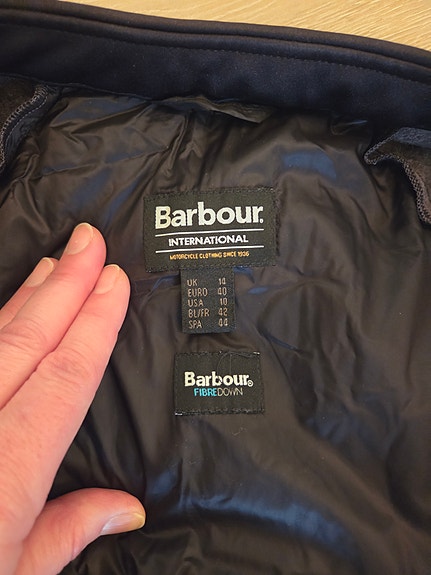 Barbour®
INTERNATIONAL
MOTORCYCLE CLOTHING SINCE 1936
UK 14
EURO 40
USA 10
BL/FR 42
SPA 44
Barbour®
FIBREDOWN